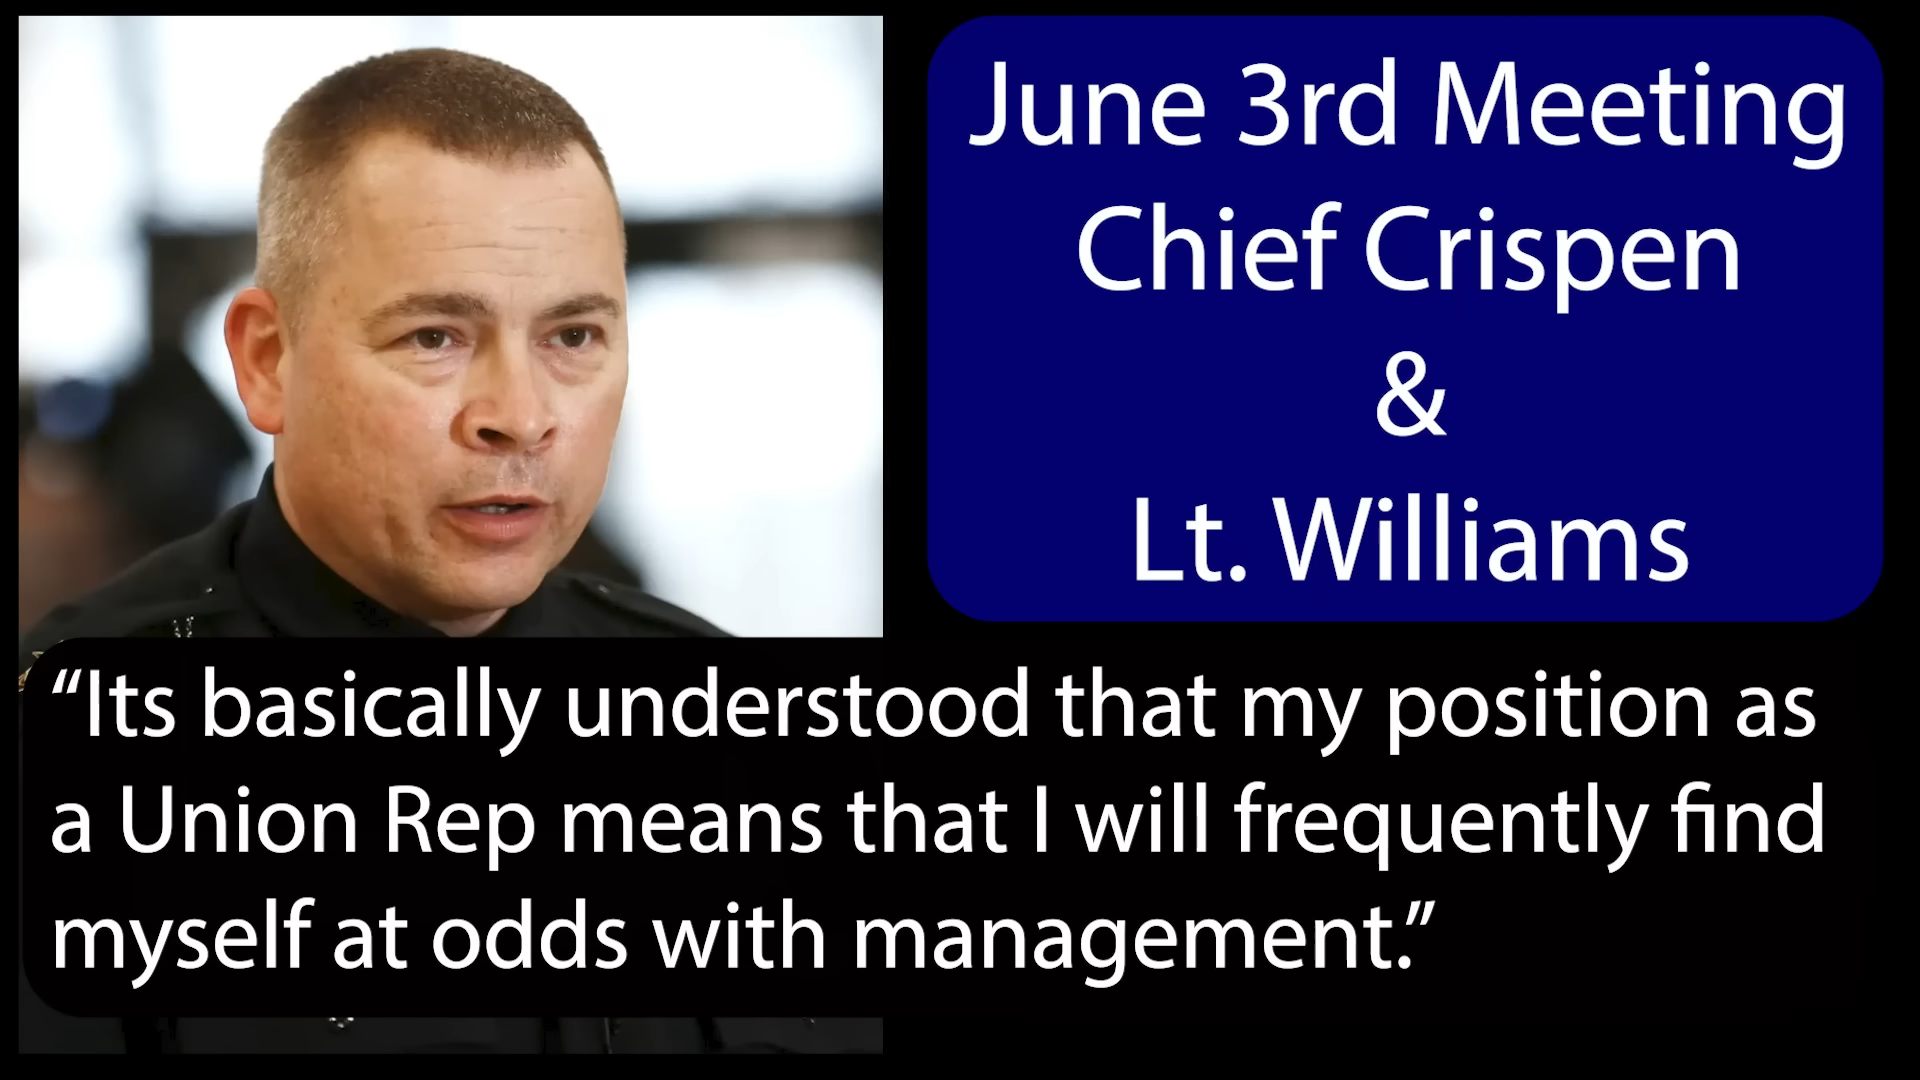 June 3rd Meeting
Chief Crispen
&
Lt. Williams
“Its basically understood that my position as
a Union Rep means that I will frequently find
myself at odds with management.”